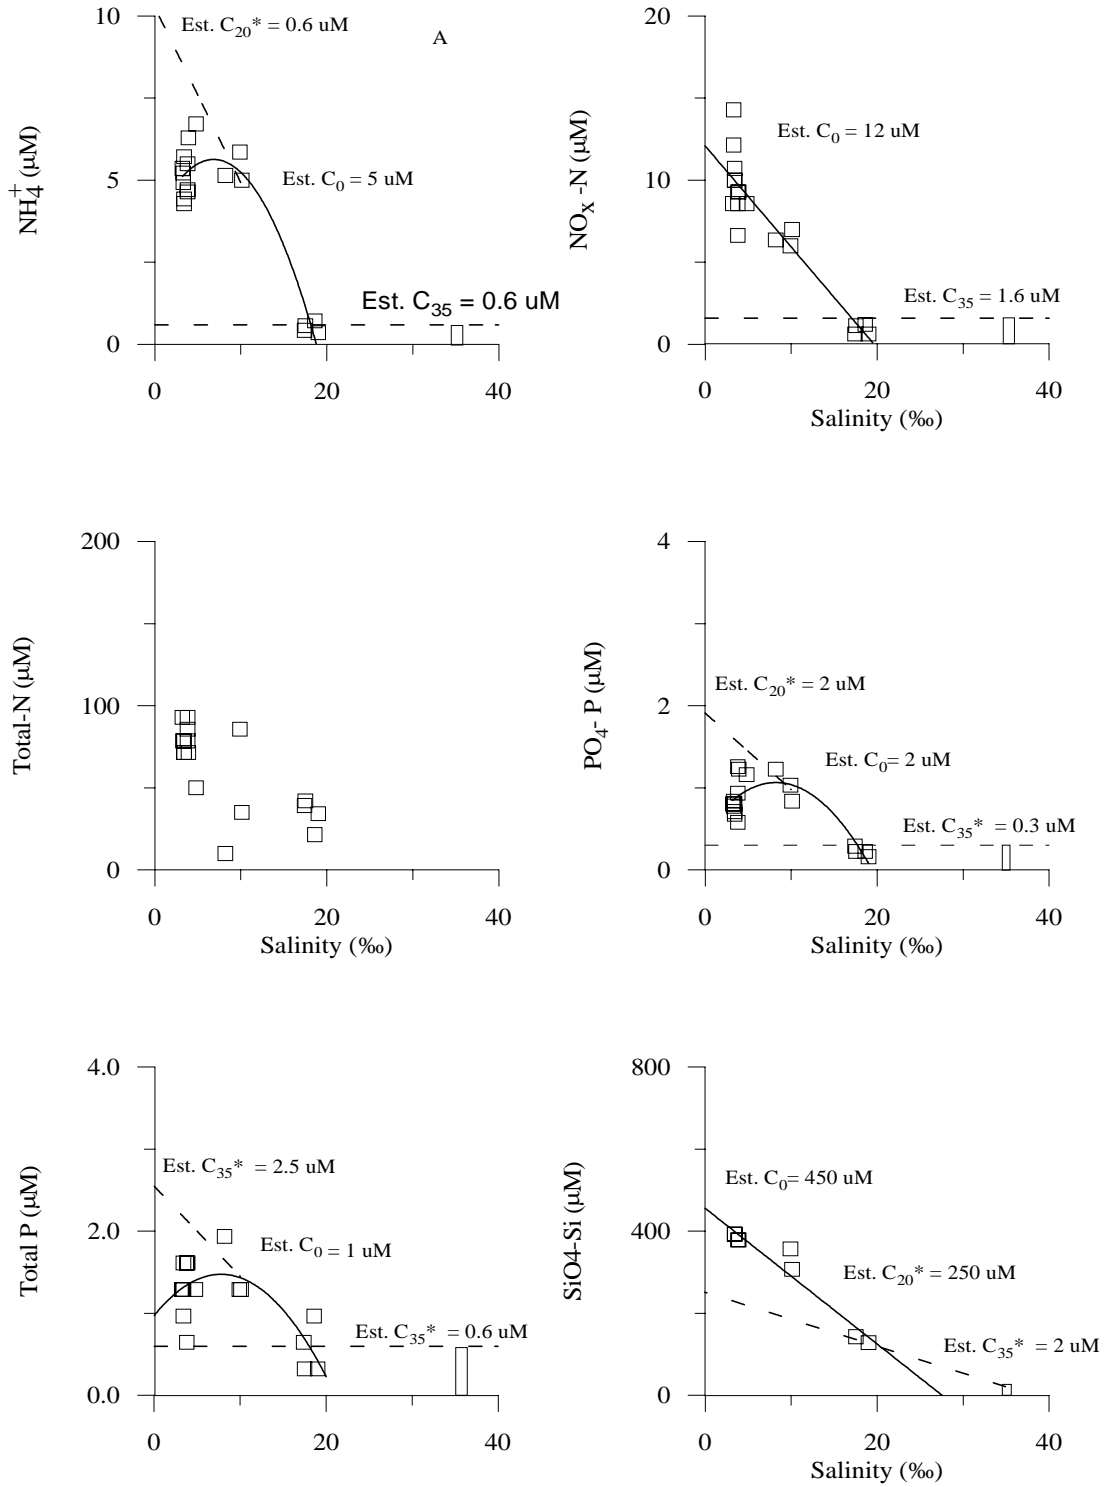 10
Est. C20* = 0.6 uM
A
NH4+ (µM)
5
Est. C0 = 5 uM
Est. C35 = 0.6 uM
0
0 20 40
20
NOx -N (µM)
Est. C0 = 12 uM
10
Est. C35 = 1.6 uM
0
0 20 40
Salinity (‰)
200
Total-N (µM)
100
0
0 20 40
Salinity (‰)
4
PO4- P (µM)
Est. C20* = 2 uM
2
Est. C0= 2 uM
Est. C35* = 0.3 uM
0
0 20 40
Salinity (‰)
4.0
Total P (µM)
Est. C35* = 2.5 uM
2.0
Est. C0 = 1 uM
Est. C35* = 0.6 uM
0.0
0 20 40
800
SiO4-Si (µM)
Est. C0= 450 uM
400
Est. C20* = 250 uM
Est. C35* = 2 uM
0
0 20 40
Salinity (‰)